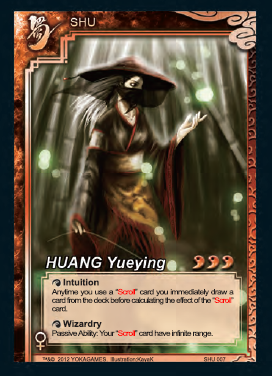 蜀
SHU
HUANG Yueying
Intuition
Anytime you use a "Scroll" card you immediately draw a
card from the deck before calculating the effect of the "Scroll"
card.
Wizardry
Passive Ability: Your "Scroll" card have infinite range.
™&© 2012 YOKAGAMES Illustration:KayaK
SHU 007